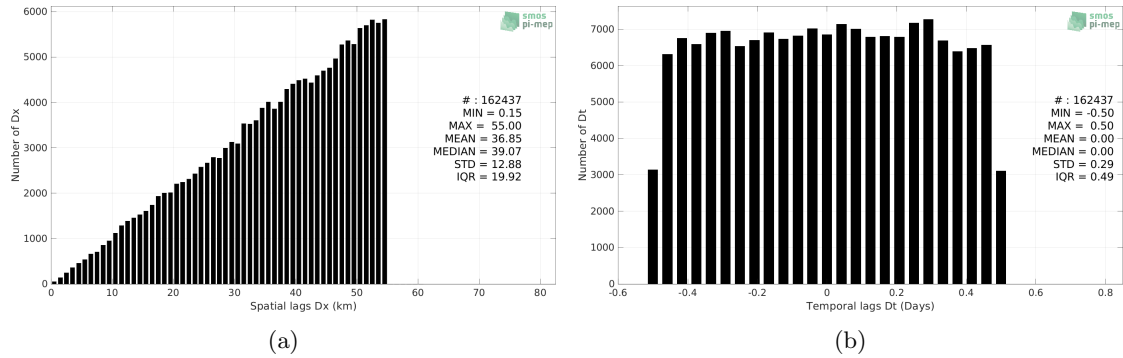 6000
5000
4000
3000
2000
1000
0
Number of Dx
0 10 20 30 40 50 60 70 80
Spatial lags Dx (km)
smos
pi-mep
# : 162437
MIN = 0.15
MAX = 55.00
MEAN = 36.85
MEDIAN = 39.07
STD = 12.88
IQR = 19.92
(a)
7000
6000
5000
4000
3000
2000
1000
0
Number of Dt
-0.6 -0.4 -0.2 0 0.2 0.4 0.6 0.8
Temporal lags Dt (Days)
smos
pi-mep
# : 162437
MIN = -0.50
MAX = 0.50
MEAN = 0.00
MEDIAN = 0.00
STD = 0.29
IQR = 0.49
(b)